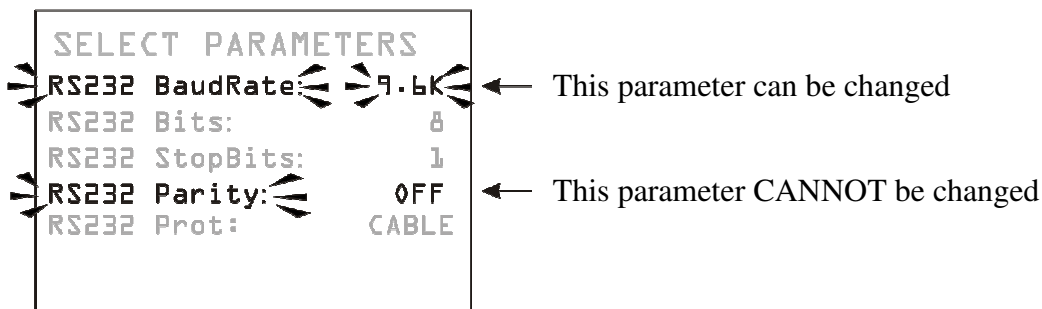 SELECT PARAMETERS
RS232 BaudRate: 9.6K
This parameter can be changed
RS232 Bits: 8
RS232 StopBits: 1
RS232 Parity: OFF
This parameter CANNOT be changed
RS232 Prot: CABLE